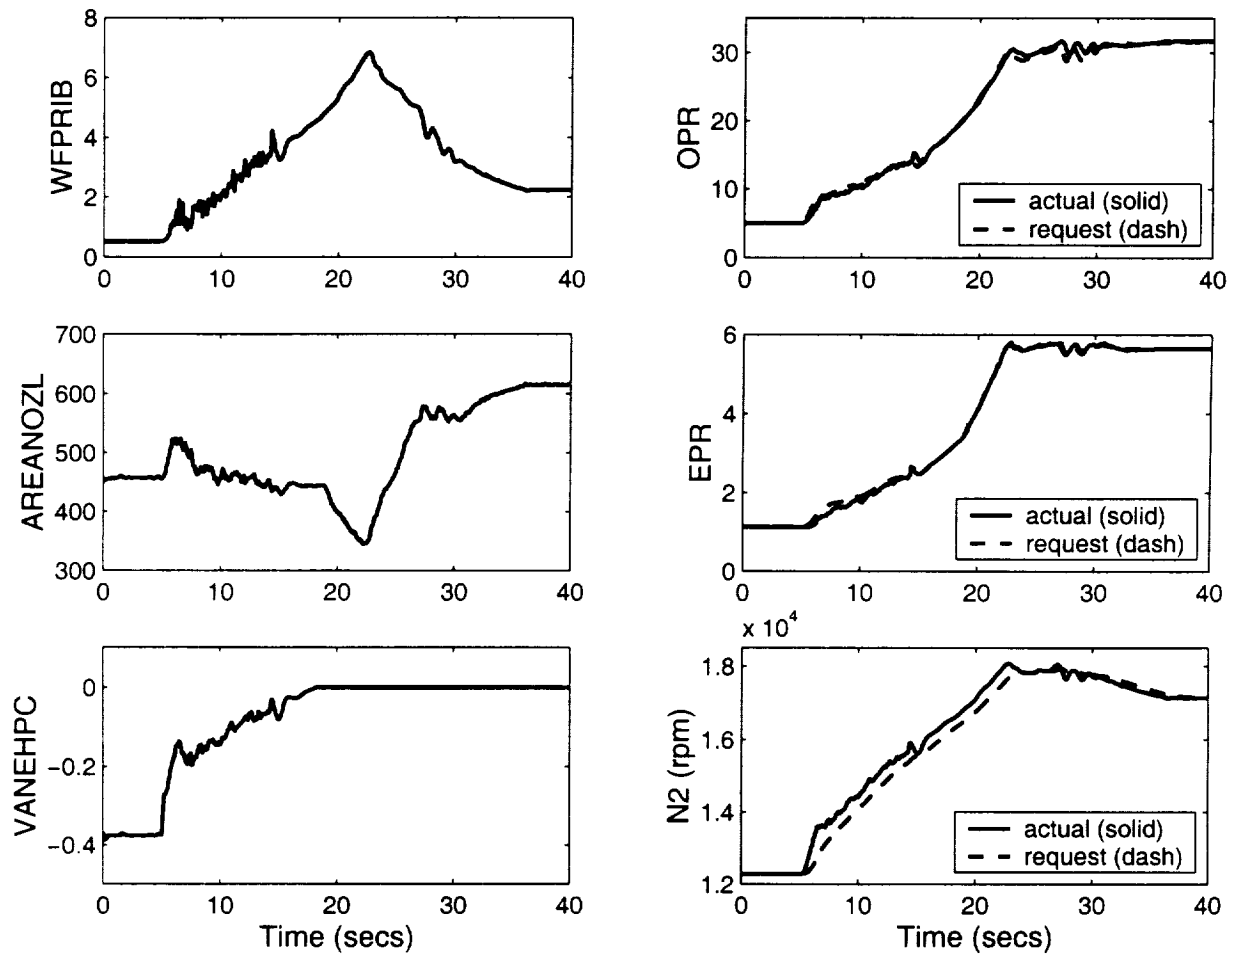 8
6
4
2
0
WFPRIB
0 10 20 30 40
30
20
10
0
OPR
actual (solid)
request (dash)
0 10 20 30 40
700
600
500
400
300
AREANOZL
0 10 20 30 40
6
4
2
0
EPR
actual (solid)
request (dash)
0 10 20 30 40
0
−0.2
−0.4
VANEHPC
0 10 20 30 40
Time (secs)
x 10^4
1.8
1.6
1.4
1.2
N2 (rpm)
actual (solid)
request (dash)
0 10 20 30 40
Time (secs)